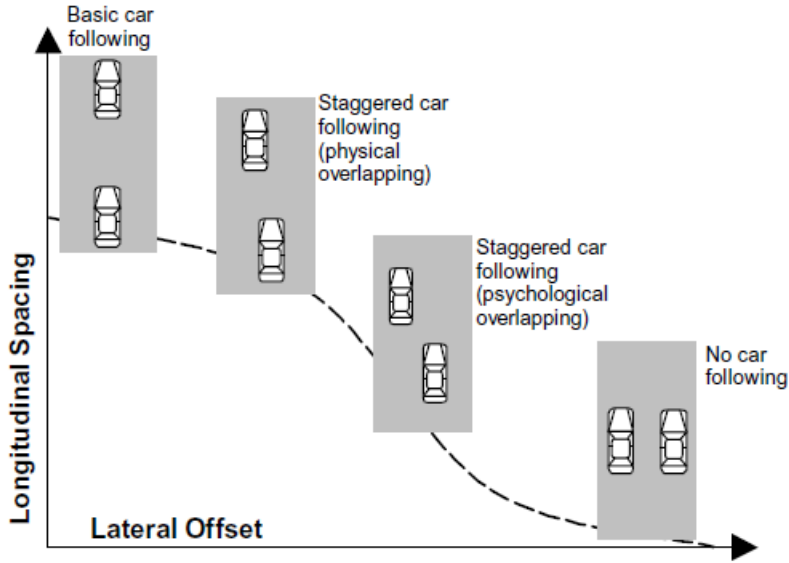 Basic car
following
Staggered car
following
(physical
overlapping)
Staggered car
following
(psychological
overlapping)
No car
following
Longitudinal Spacing
Lateral Offset